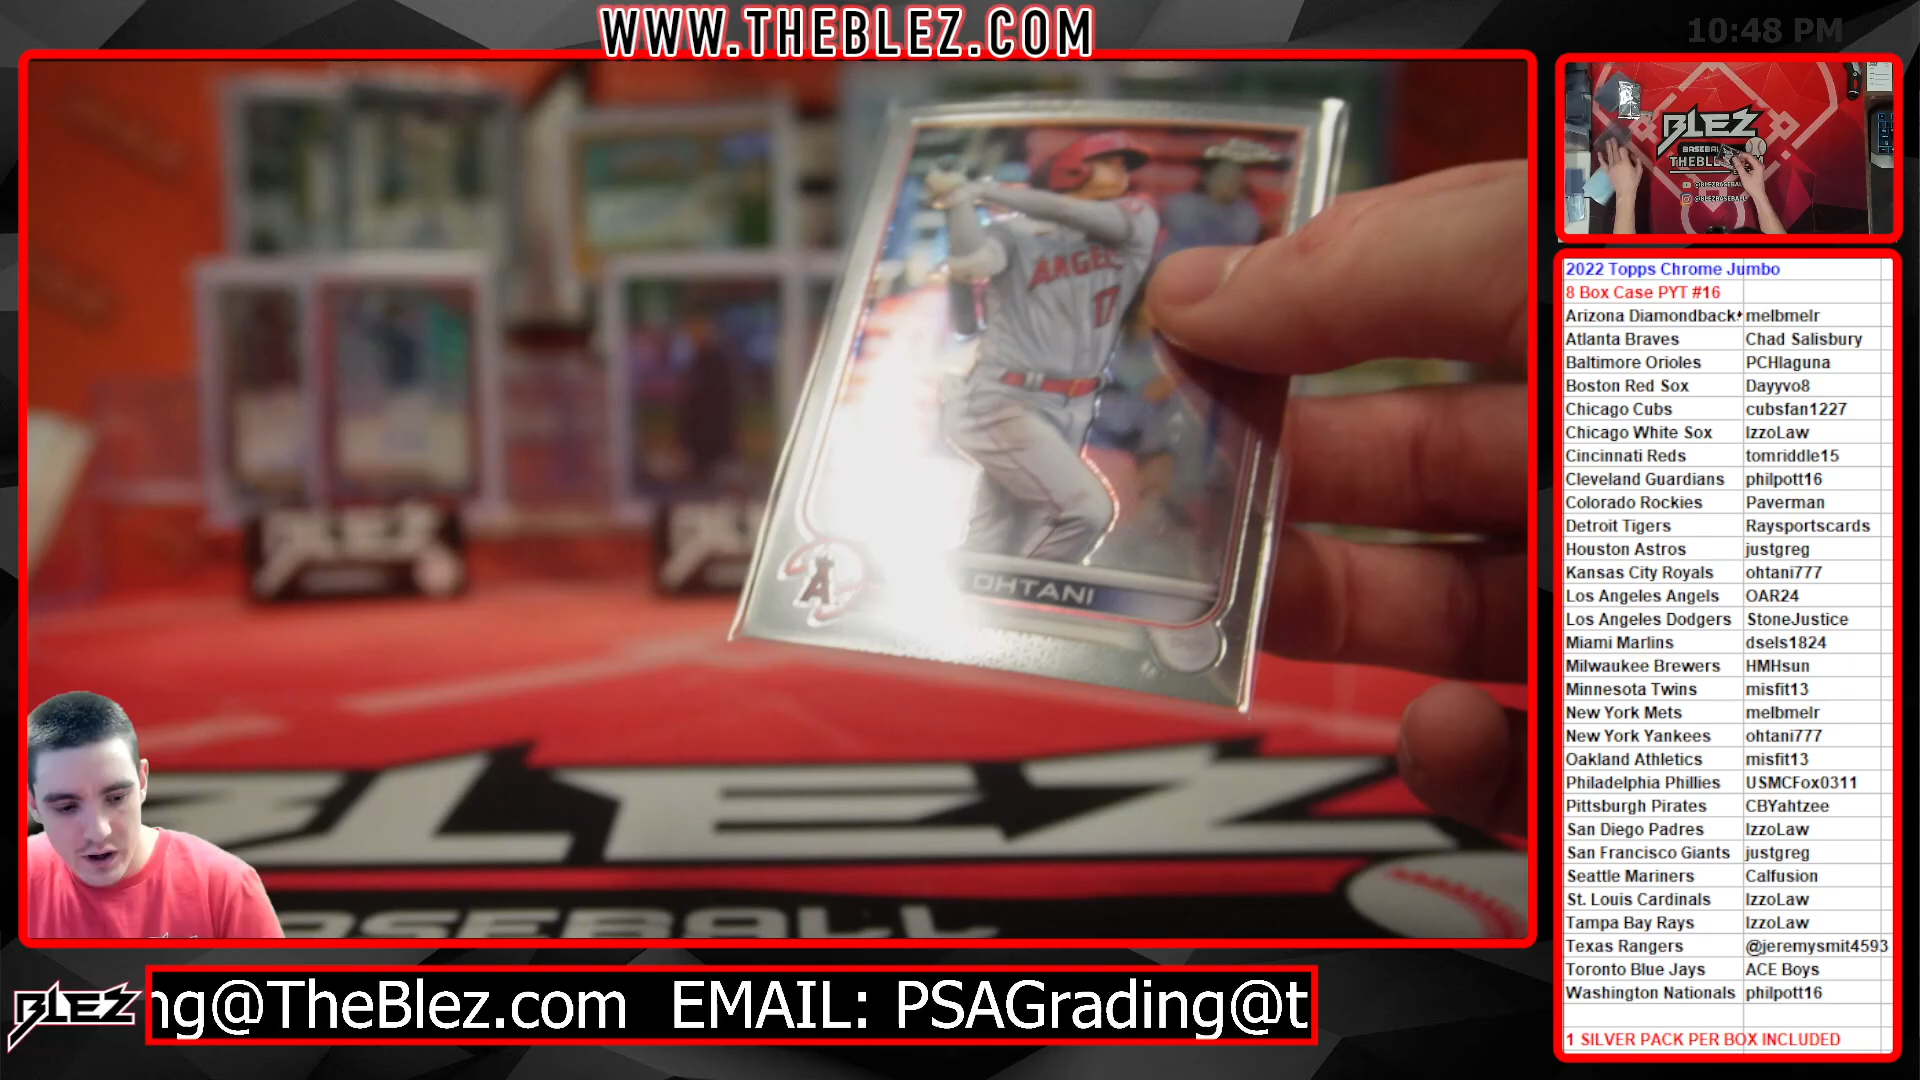 WWW.THEBLEZ.COM
10:48 PM
ANGEL
17
OHTANI
A
BLEZ
BASEBALL
BLEZ
ng@TheBlez.com EMAIL: PSAGrading@t
BLEZ
@BLEZBASEBALL
@BLEZBASEBALL
2022 Topps Chrome Jumbo
8 Box Case PYT #16
Arizona Diamondback melbmelr
Atlanta Braves Chad Salisbury
Baltimore Orioles PCHlaguna
Boston Red Sox Dayyvo8
Chicago Cubs cubsfan1227
Chicago White Sox IzzoLaw
Cincinnati Reds tomriddle15
Cleveland Guardians philpott16
Colorado Rockies Paverman
Detroit Tigers Raysportscards
Houston Astros justgreg
Kansas City Royals ohtani777
Los Angeles Angels OAR24
Los Angeles Dodgers StoneJustice
Miami Marlins dsels1824
Milwaukee Brewers HMHsun
Minnesota Twins misfit13
New York Mets melbmelr
New York Yankees ohtani777
Oakland Athletics misfit13
Philadelphia Phillies USMCFox0311
Pittsburgh Pirates CBYahtzee
San Diego Padres IzzoLaw
San Francisco Giants justgreg
Seattle Mariners Calfusion
St. Louis Cardinals IzzoLaw
Tampa Bay Rays IzzoLaw
Texas Rangers @jeremysmit4593
Toronto Blue Jays ACE Boys
Washington Nationals philpott16
1 SILVER PACK PER BOX INCLUDED